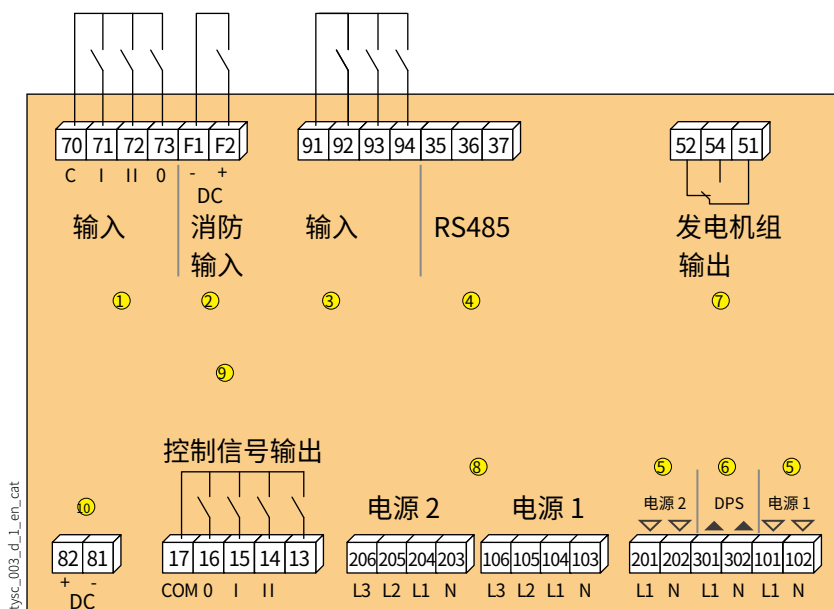 70 71 72 73 F1 F2
91 92 93 94 35 36 37
52 54 51
C I II 0 - +
DC
输入
消防
输入
输入
RS485
发电机组
输出
1 2 3 4 7
9
控制信号输出
8
5 6 5
10
电源 2
电源 1
电源 2 DPS 电源 1
82 81
17 16 15 14 13
206 205 204 203
106 105 104 103
201 202 301 302 101 102
+ -
DC
COM 0 I II
L3 L2 L1 N
L3 L2 L1 N
L1 N L1 N L1 N
tysc_003_d_1_en_cat